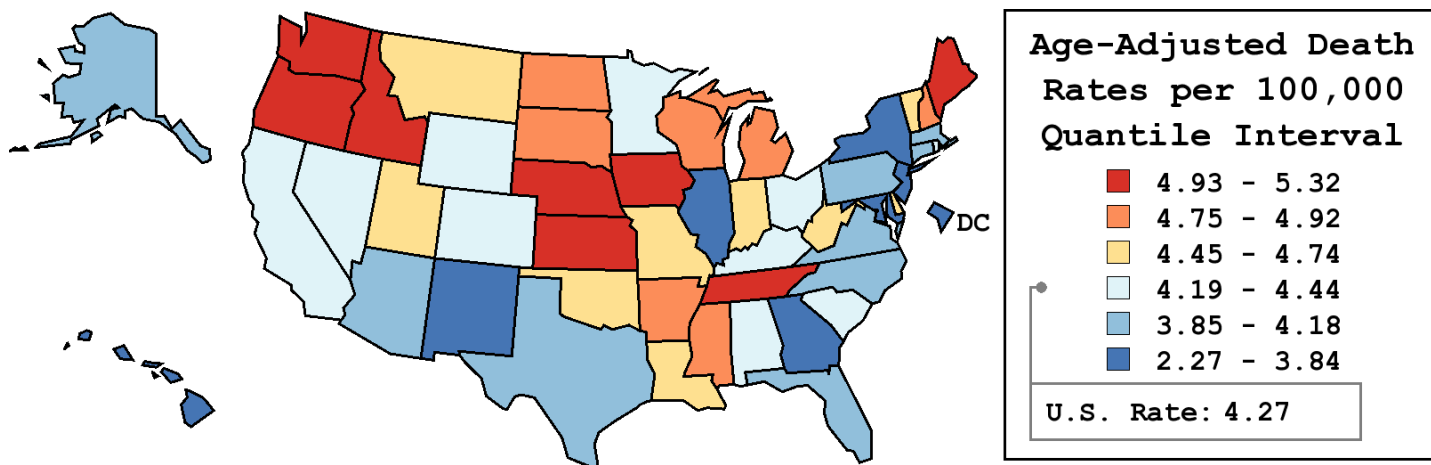 Age-Adjusted Death
Rates per 100,000
Quantile Interval
4.93 - 5.32
4.75 - 4.92
4.45 - 4.74
4.19 - 4.44
3.85 - 4.18
2.27 - 3.84
U.S. Rate: 4.27
DC